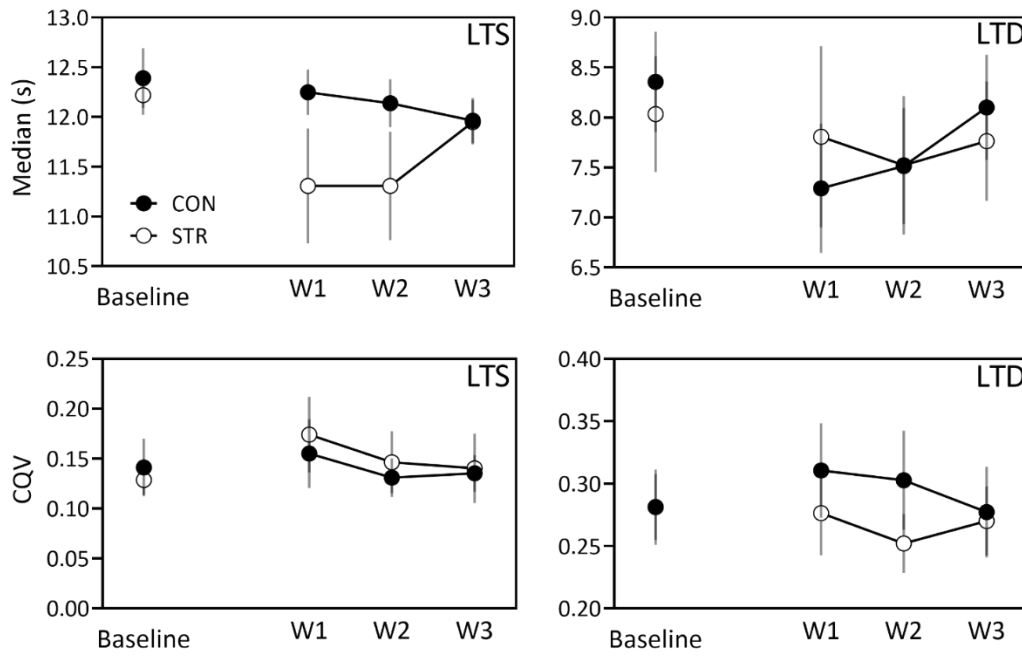 LTS
Median (s)
13.0
12.5
12.0
11.5
11.0
10.5
CON
STR
Baseline W1 W2 W3
LTD
9.0
8.5
8.0
7.5
7.0
6.5
Baseline W1 W2 W3
LTS
CQV
0.25
0.20
0.15
0.10
0.05
0.00
Baseline W1 W2 W3
LTD
0.40
0.35
0.30
0.25
0.20
Baseline W1 W2 W3